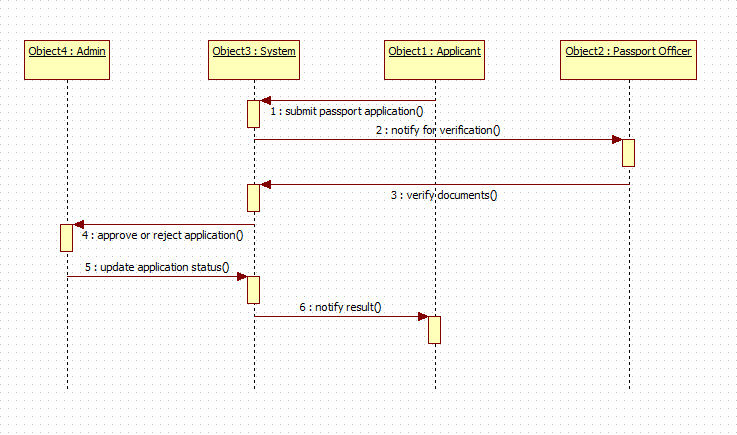 Object4 : Admin
Object3 : System
Object1 : Applicant
Object2 : Passport Officer
1 : submit passport application()
2 : notify for verification()
3 : verify documents()
4 : approve or reject application()
5 : update application status()
6 : notify result()